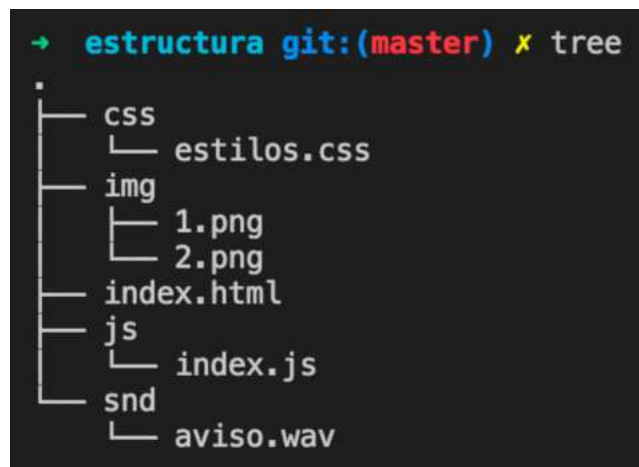 ➜ estructura git:(master) ✗ tree
.
├── css
│   └── estilos.css
├── img
│   ├── 1.png
│   └── 2.png
├── index.html
├── js
│   └── index.js
└── snd
    └── aviso.wav